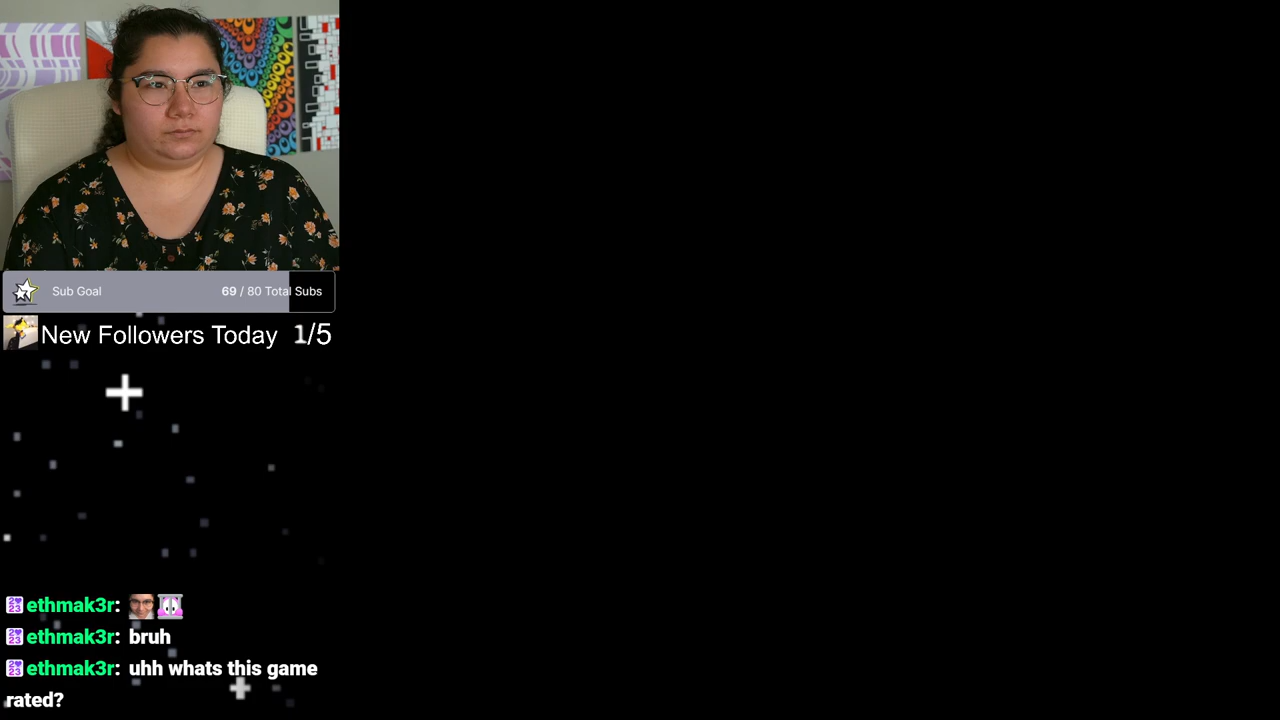 Sub Goal 69 / 80 Total Subs
New Followers Today 1/5
ethmak3r:
ethmak3r: bruh
ethmak3r: uhh whats this game
rated?